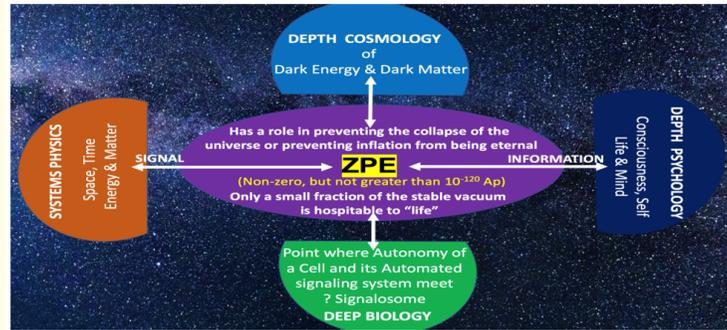 DEPTH COSMOLOGY
of
Dark Energy & Dark Matter
SYSTEMS PHYSICS
Space, Time
Energy & Matter
SIGNAL
Has a role in preventing the collapse of the
universe or preventing inflation from being eternal
ZPE
(Non-zero, but not greater than 10⁻¹²⁰ Ap)
Only a small fraction of the stable vacuum
is hospitable to “life”
INFORMATION
DEPTH PSYCHOLOGY
Consciousness, Self
Life & Mind
Point where Autonomy of
a Cell and its Automated
signaling system meet
? Signalosome
DEEP BIOLOGY